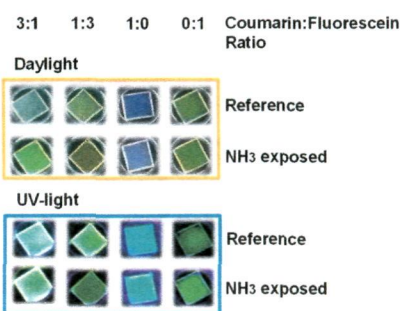 3:1 1:3 1:0 0:1 Coumarin:Fluorescein
Ratio
Daylight
Reference
NH3 exposed
UV-light
Reference
NH3 exposed